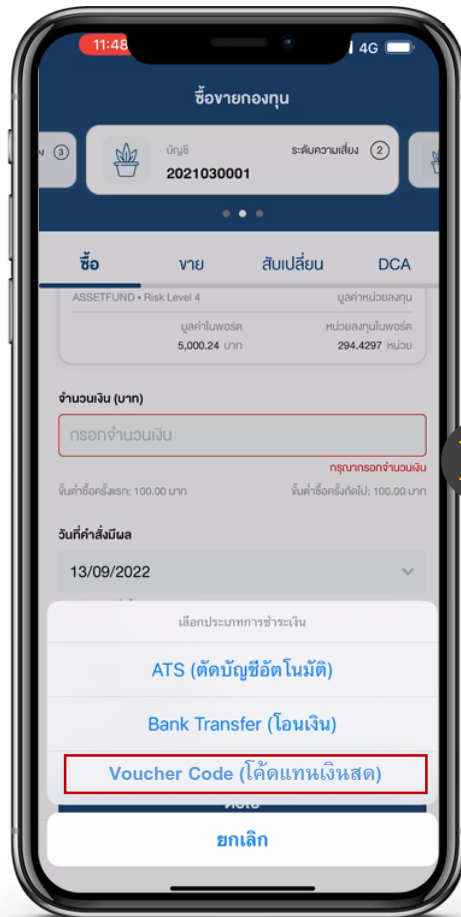 11:48
4G
ซื้อขายกองทุน
3
บัญชี
ระดับความเสี่ยง 2
2021030001
ซื้อ ขาย สับเปลี่ยน DCA
ASSETFUND • Risk Level 4
มูลค่าหน่วยลงทุน
มูลค่าในพอร์ต
หน่วยลงทุนในพอร์ต
5,000.24 บาท
294.4297 หน่วย
จำนวนเงิน (บาท)
กรอกจำนวนเงิน
กรุณากรอกจำนวนเงิน
ขั้นต่ำซื้อครั้งแรก: 100.00 บาท
ขั้นต่ำซื้อครั้งถัดไป: 100.00 บาท
วันที่คำสั่งมีผล
13/09/2022
เลือกประเภทการชำระเงิน
ATS (ตัดบัญชีอัตโนมัติ)
Bank Transfer (โอนเงิน)
Voucher Code (โค้ดแทนเงินสด)
ยกเลิก